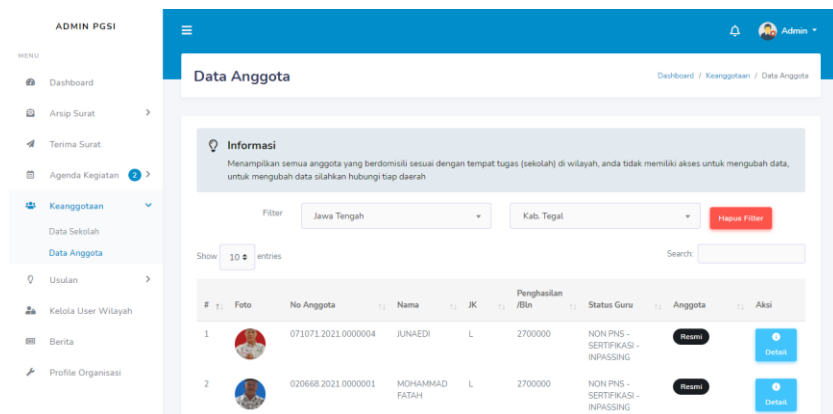 ADMIN PGSI
Admin
MENU
Dashboard
Arsip Surat
Terima Surat
Agenda Kegiatan 2
Keanggotaan
Data Sekolah
Data Anggota
Usulan
Kelola User Wilayah
Berita
Profile Organisasi
Data Anggota
Dashboard / Keanggotaan / Data Anggota
Informasi
Menampilkan semua anggota yang berdomisili sesuai dengan tempat tugas (sekolah) di wilayah, anda tidak memiliki akses untuk mengubah data,
untuk mengubah data silahkan hubungi tiap daerah
Filter Jawa Tengah Kab. Tegal Hapus Filter
Show 10 entries Search:
Penghasilan
# Foto No Anggota Nama JK /Bln Status Guru Anggota Aksi
1 071071.2021.0000004 JUNAEDI L 2700000 NON PNS - Resmi
SERTIFIKASI -
INPASSING
Detail
2 020668.2021.0000001 MOHAMMAD L 2700000 NON PNS - Resmi
FATAH SERTIFIKASI -
INPASSING
Detail